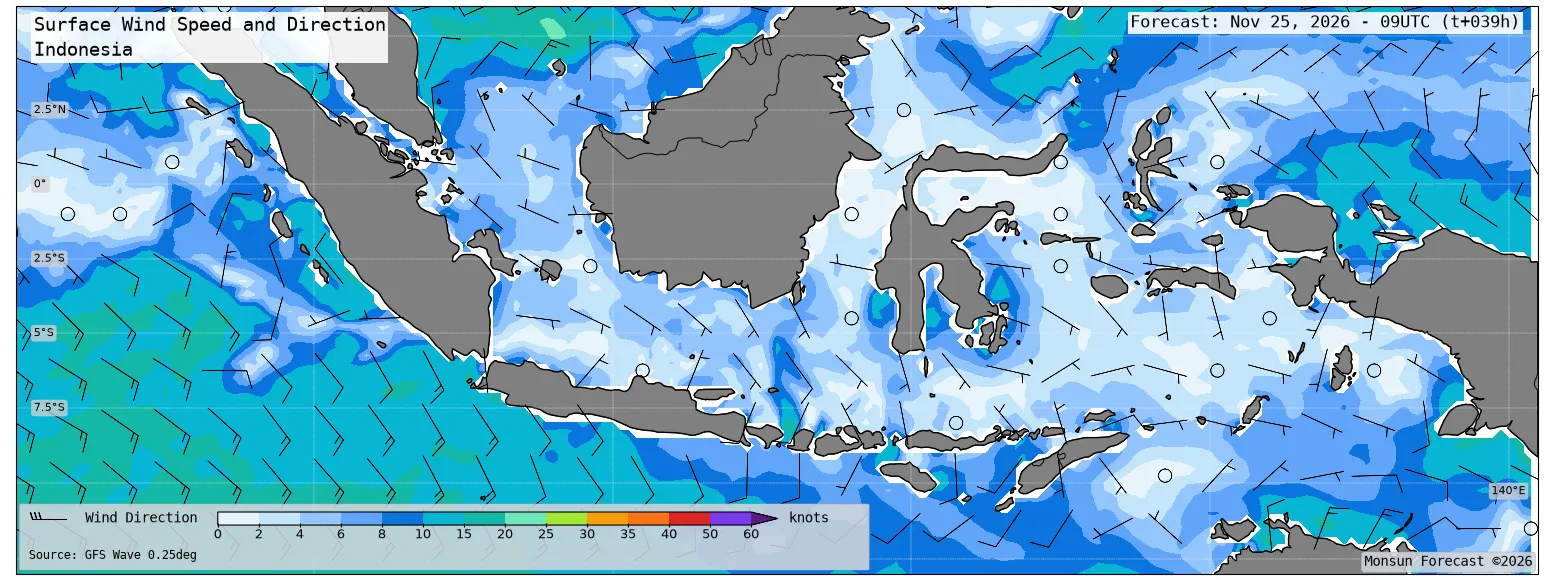 Surface Wind Speed and Direction
Indonesia
Forecast: Nov 25, 2026 - 09UTC (t+039h)
2.5°N
0°
2.5°S
5°S
7.5°S
140°E
Wind Direction
0 2 4 6 8 10 15 20 25 30 35 40 50 60
knots
Source: GFS Wave 0.25deg
Monsun Forecast ©2026